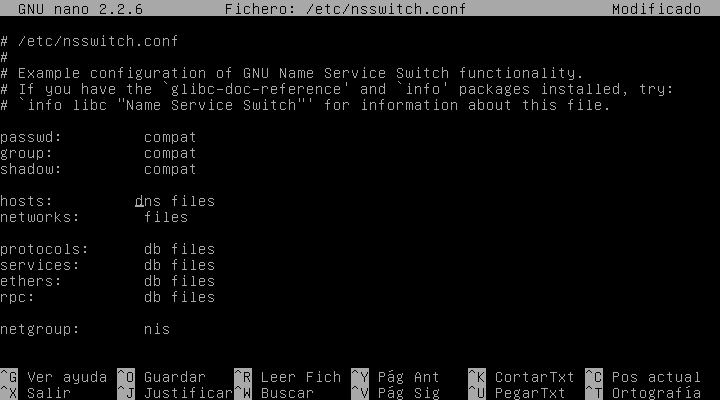 GNU nano 2.2.6 Fichero: /etc/nsswitch.conf Modificado
# /etc/nsswitch.conf
#
# Example configuration of GNU Name Service Switch functionality.
# If you have the `glibc-doc-reference' and `info' packages installed, try:
# `info libc "Name Service Switch"' for information about this file.
passwd: compat
group: compat
shadow: compat
hosts: dns files
networks: files
protocols: db files
services: db files
ethers: db files
rpc: db files
netgroup: nis
^G Ver ayuda ^O Guardar ^R Leer Fich ^Y Pág Ant ^K CortarTxt ^C Pos actual
^X Salir ^J Justificar ^W Buscar ^V Pág Sig ^U PegarTxt ^T Ortografía